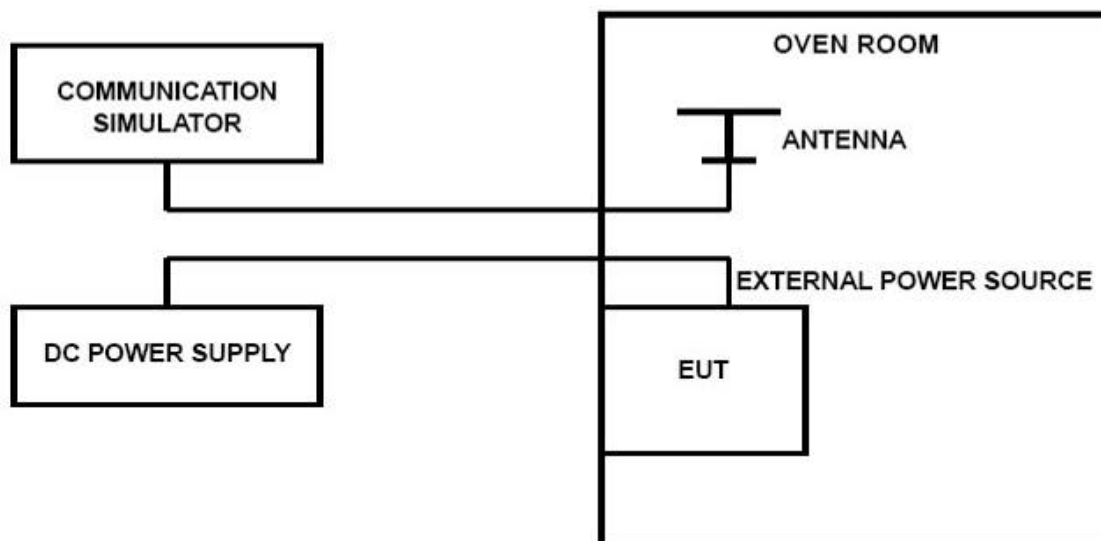 COMMUNICATION
SIMULATOR
OVEN ROOM
ANTENNA
EXTERNAL POWER SOURCE
DC POWER SUPPLY
EUT